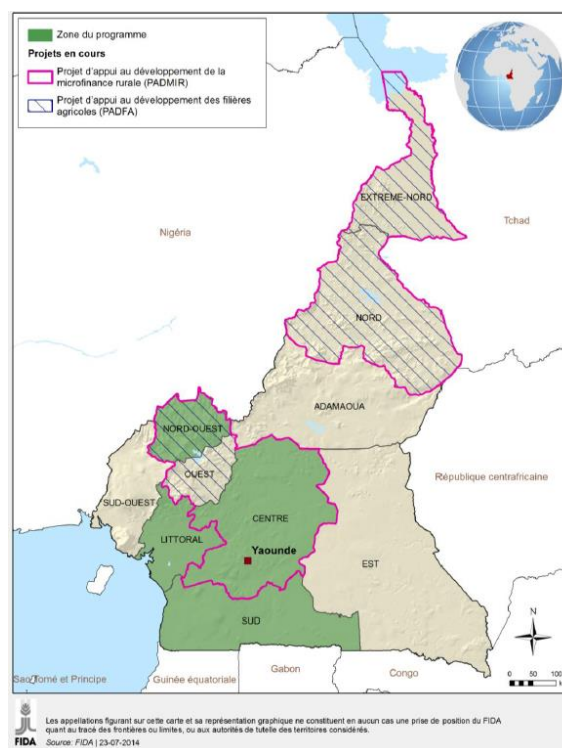 Zone du programme
Projets en cours
Projet d'appui au développement de la
microfinance rurale (PADMIR)
Projet d'appui au développement des filières
agricoles (PADFA)
EXTREME-NORD
Nigéria
Tchad
NORD
ADAMAOUA
NORD-OUEST
OUEST
République centrafricaine
SUD-OUEST
CENTRE
LITTORAL
Yaounde
EST
SUD
N
Sao Tomé et Principe
Guinée équatoriale
Gabon
Congo
0
50
Les appellations figurant sur cette carte et sa représentation graphique ne constituent en aucun cas une prise de position du FIDA
quant au tracé des frontières ou limites, ou aux autorités de tutelle des territoires considérés.
FIDA
Source: FIDA | 23-07-2014